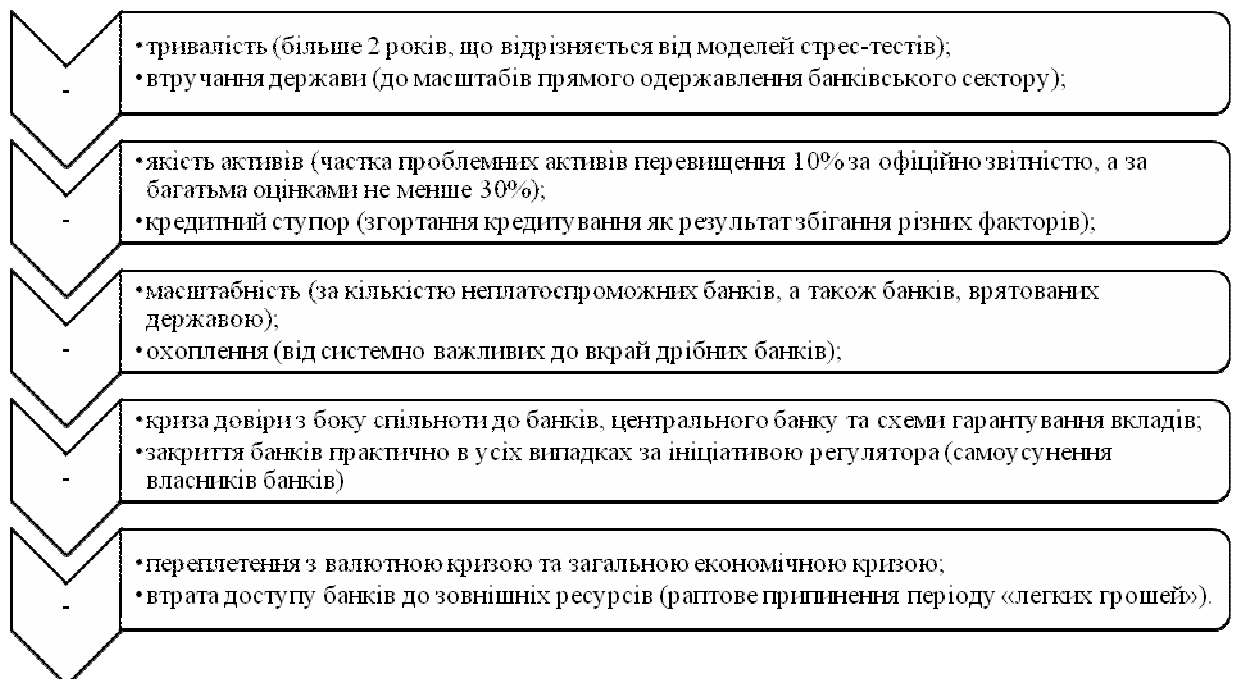 -
•тривалість (більше 2 років, що відрізняється від моделей стрес-тестів);
•втручання держави (до масштабів прямого одержавлення банківського сектору);
-
•якість активів (частка проблемних активів перевищення 10% за офіційно звітністю, а за
багатьма оцінками не менше 30%);
•кредитний ступор (згортання кредитування як результат збігання різних факторів);
-
•масштабність (за кількістю неплатоспроможних банків, а також банків, врятованих
державою);
•охоплення (від системно важливих до вкрай дрібних банків);
-
•криза довіри з боку спільноти до банків, центрального банку та схеми гарантування вкладів;
•закриття банків практично в усіх випадках за ініціативою регулятора (самоусунення
власників банків)
-
•переплетення з валютною кризою та загальною економічною кризою;
•втрата доступу банків до зовнішніх ресурсів (раптове припинення періоду «легких грошей»).